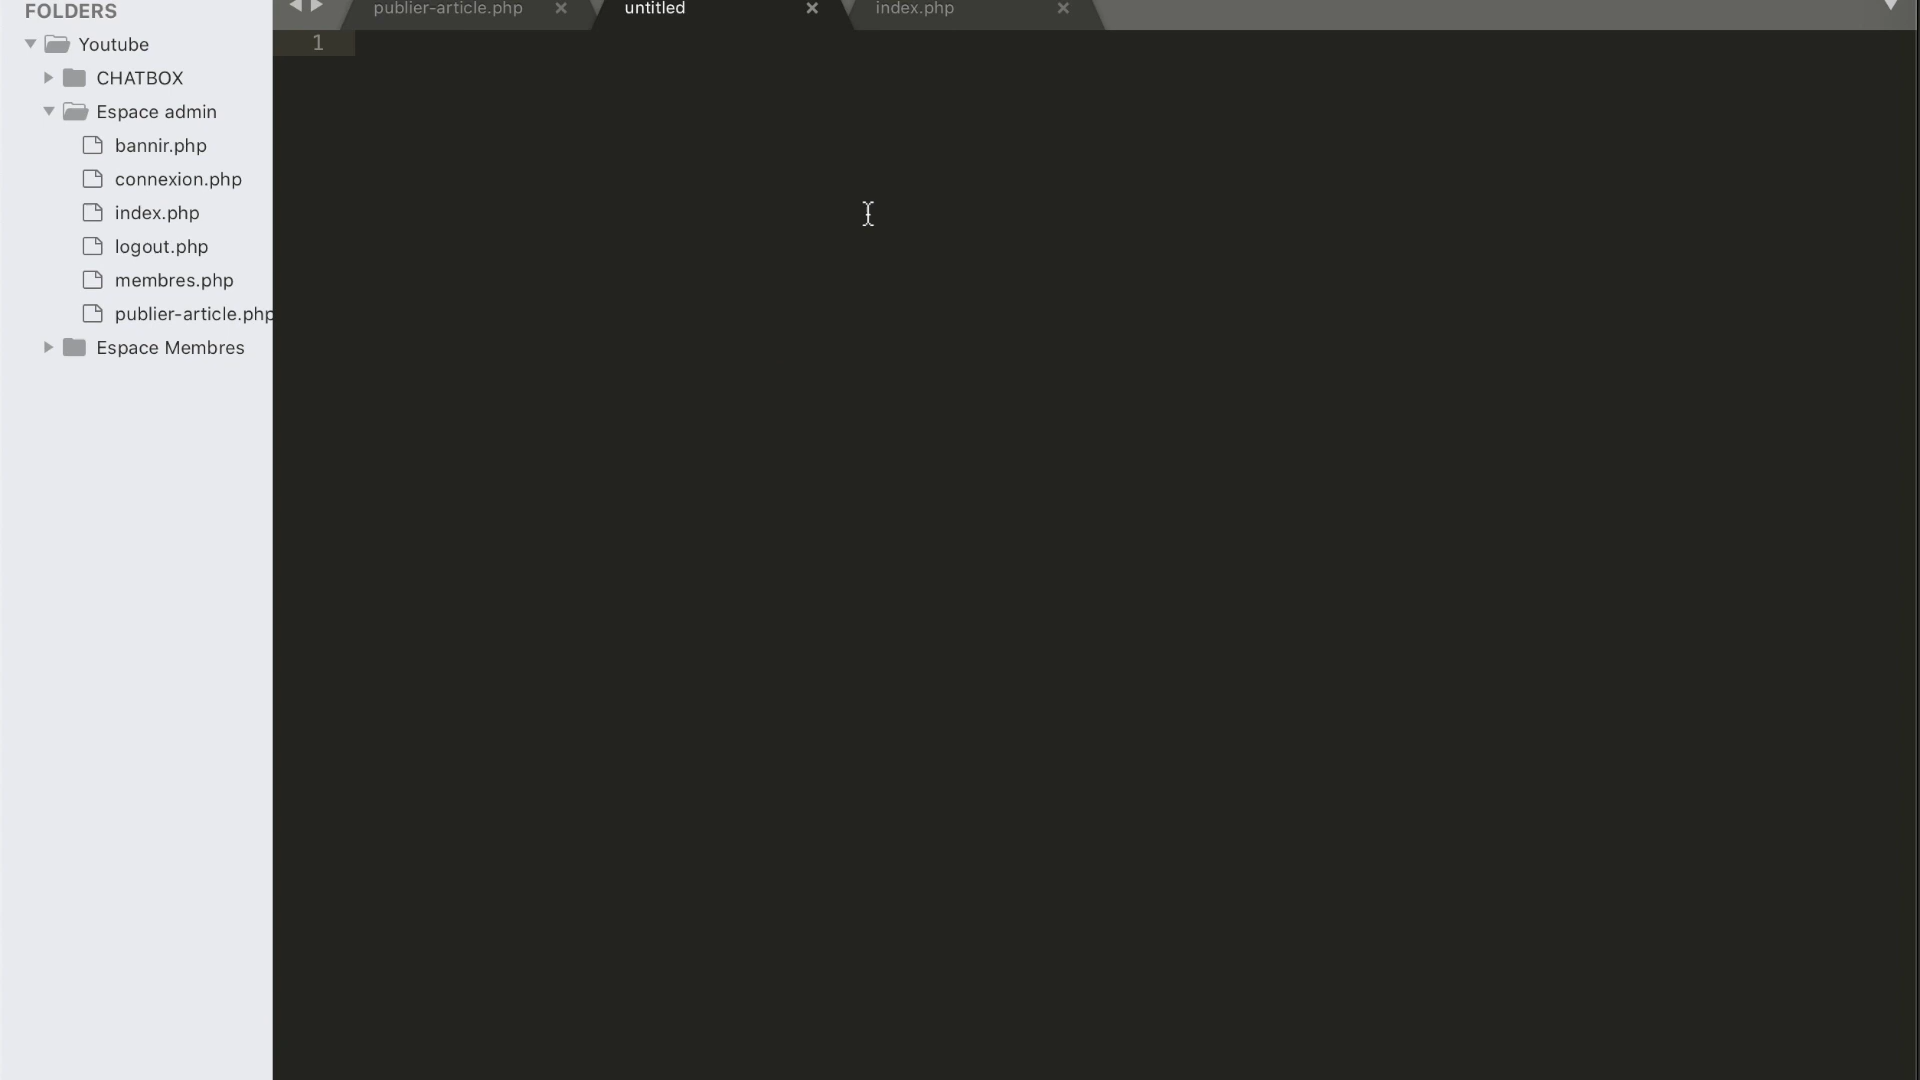 FOLDERS
Youtube
CHATBOX
Espace admin
bannir.php
connexion.php
index.php
logout.php
membres.php
publier-article.php
Espace Membres
publier-article.php
untitled
index.php
1